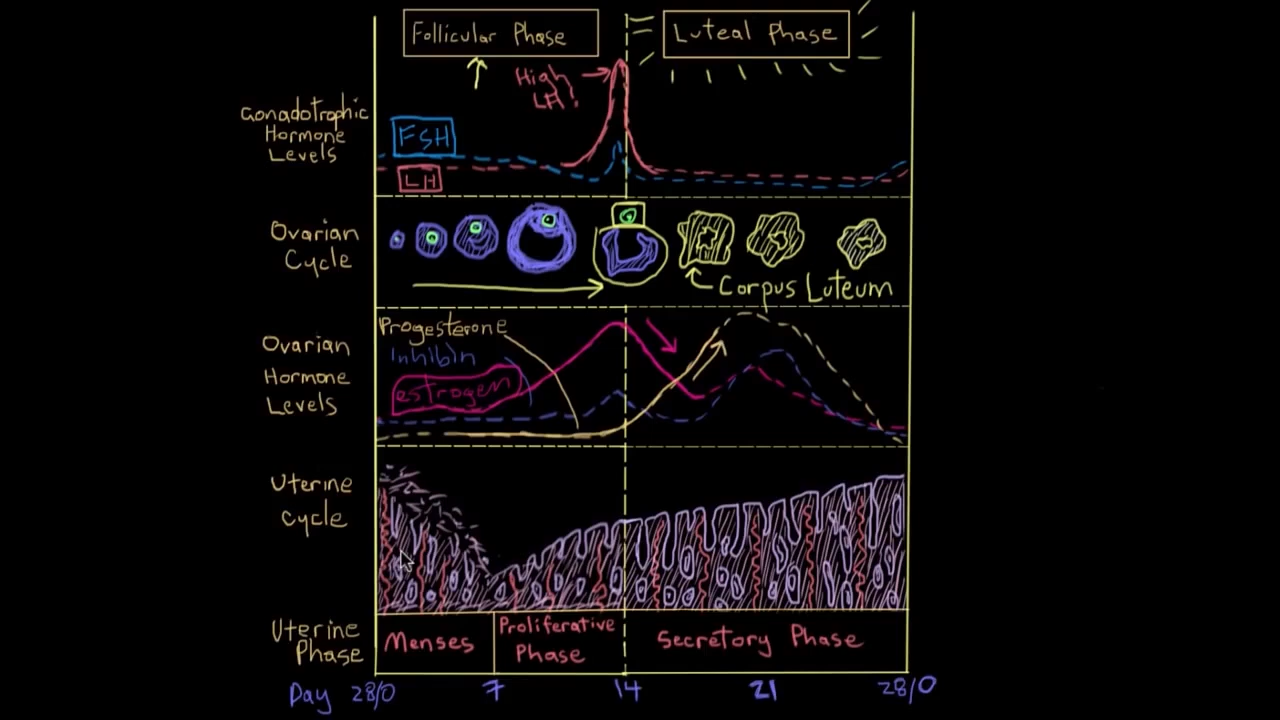 Follicular Phase
Luteal Phase
High
LH!
Gonadotrophic
Hormone
Levels
FSH
LH
Ovarian
Cycle
Corpus Luteum
Progesterone
Inhibin
estrogen
Ovarian
Hormone
Levels
Uterine
Cycle
Uterine
Phase
Menses
Proliferative
Phase
Secretory Phase
Day 28/0 7 14 21 28/0